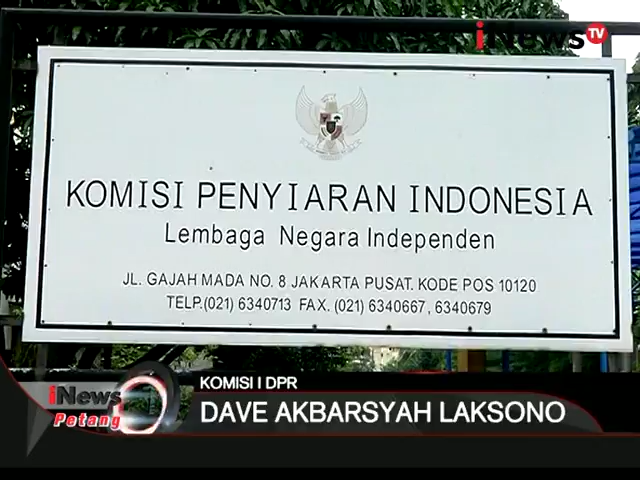 iNews TV
KOMISI PENYIARAN INDONESIA
Lembaga Negara Independen
JL. GAJAH MADA NO. 8 JAKARTA PUSAT. KODE POS 10120
TELP.(021) 6340713 FAX. (021) 6340667, 6340679
KOMISI I DPR
iNews
Petang
DAVE AKBARSYAH LAKSONO